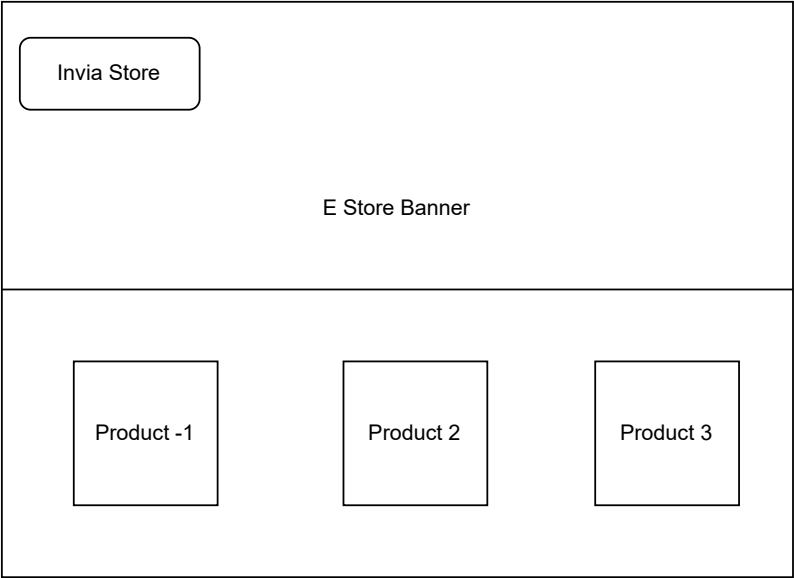 Invia Store
E Store Banner
Product -1
Product 2
Product 3